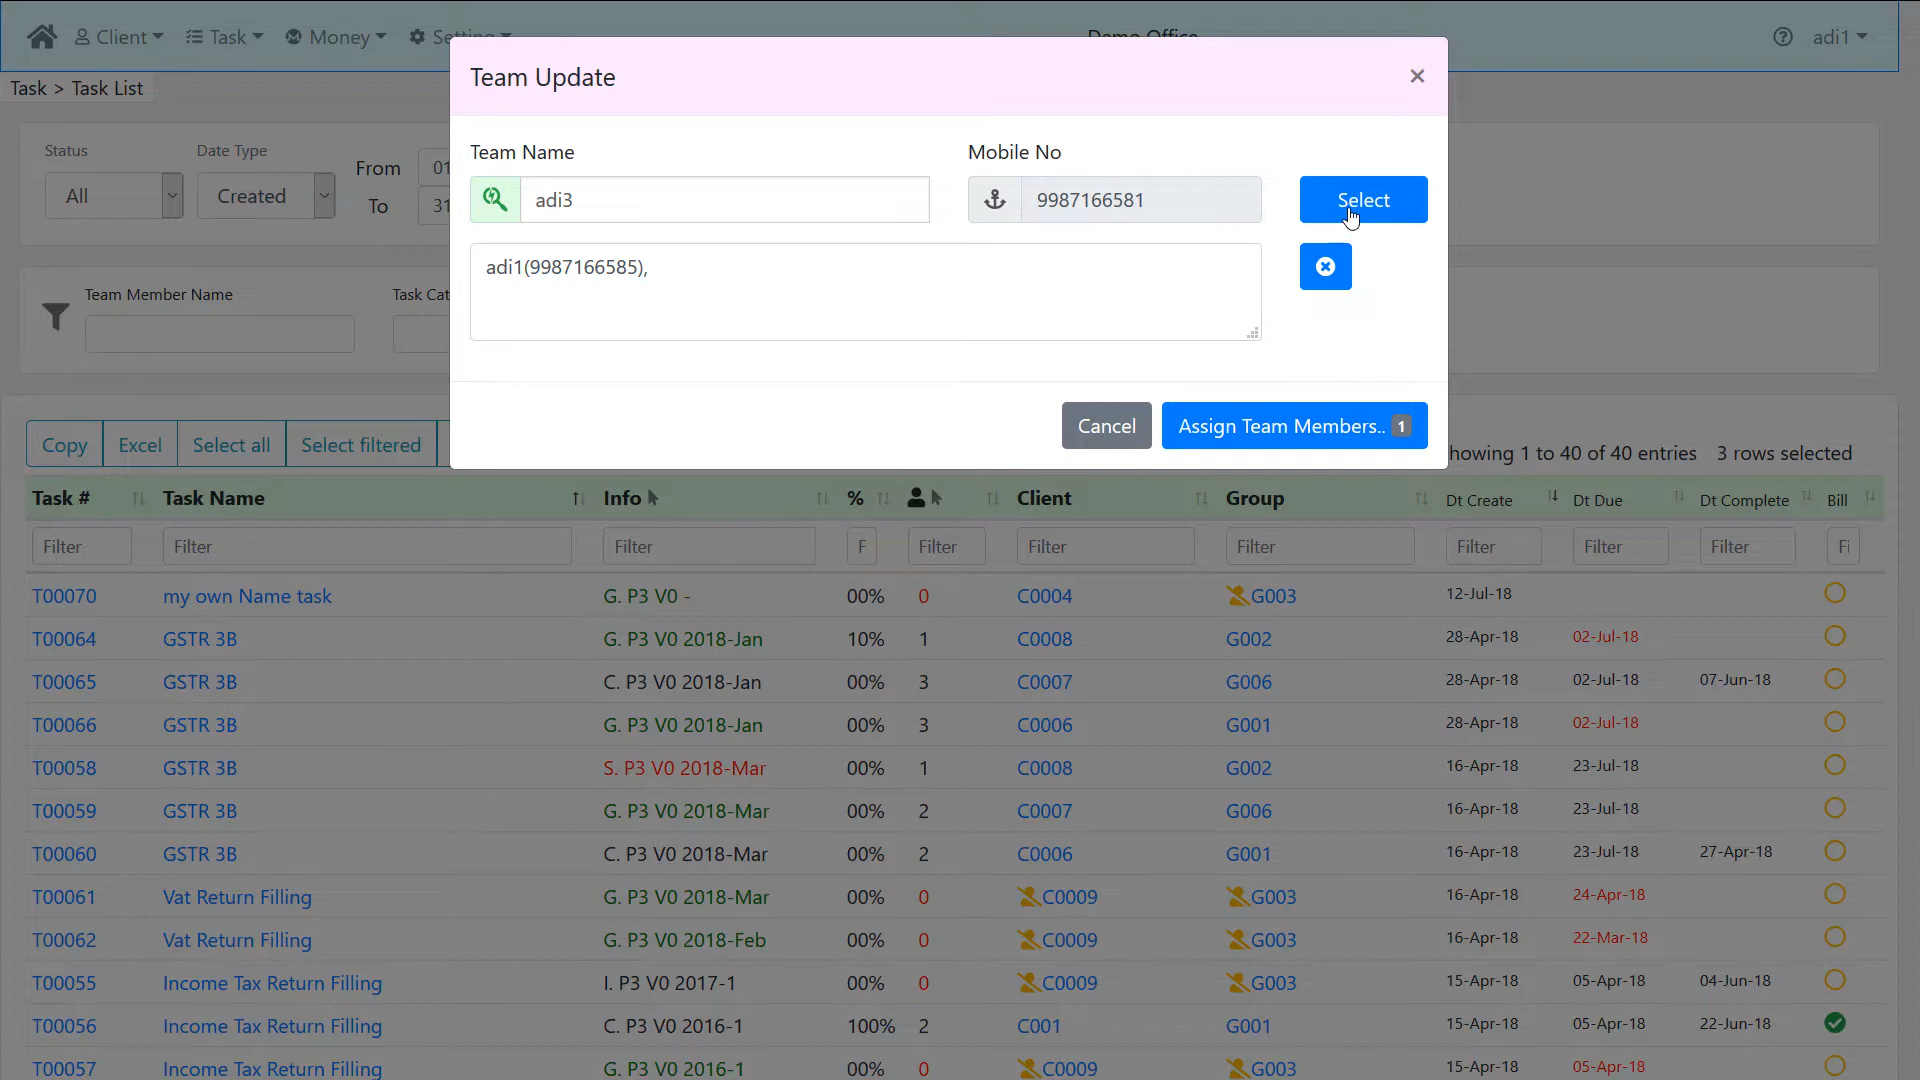 Client Task Money Setting Demo Office adi1
Task > Task List
Team Update ×
Status Date Type From 01
All Created To 31
Team Name Mobile No
adi3 9987166581 Select
adi1(9987166585),
Team Member Name Task Cat
Cancel Assign Team Members.. 1
Copy Excel Select all Select filtered howing 1 to 40 of 40 entries 3 rows selected
Task # Task Name Info % Client Group Dt Create Dt Due Dt Complete Bill
Filter Filter Filter F Filter Filter Filter Filter Filter Filter Fi
T00070 my own Name task G. P3 V0 - 00% 0 C0004 G003 12-Jul-18
T00064 GSTR 3B G. P3 V0 2018-Jan 10% 1 C0008 G002 28-Apr-18 02-Jul-18
T00065 GSTR 3B C. P3 V0 2018-Jan 00% 3 C0007 G006 28-Apr-18 02-Jul-18 07-Jun-18
T00066 GSTR 3B G. P3 V0 2018-Jan 00% 3 C0006 G001 28-Apr-18 02-Jul-18
T00058 GSTR 3B S. P3 V0 2018-Mar 00% 1 C0008 G002 16-Apr-18 23-Jul-18
T00059 GSTR 3B G. P3 V0 2018-Mar 00% 2 C0007 G006 16-Apr-18 23-Jul-18
T00060 GSTR 3B C. P3 V0 2018-Mar 00% 2 C0006 G001 16-Apr-18 23-Jul-18 27-Apr-18
T00061 Vat Return Filling G. P3 V0 2018-Mar 00% 0 C0009 G003 16-Apr-18 24-Apr-18
T00062 Vat Return Filling G. P3 V0 2018-Feb 00% 0 C0009 G003 16-Apr-18 22-Mar-18
T00055 Income Tax Return Filling I. P3 V0 2017-1 00% 0 C0009 G003 15-Apr-18 05-Apr-18 04-Jun-18
T00056 Income Tax Return Filling C. P3 V0 2016-1 100% 2 C001 G001 15-Apr-18 05-Apr-18 22-Jun-18
T00057 Income Tax Return Filling G. P3 V0 2016-1 00% 0 C0009 G003 15-Apr-18 05-Apr-18